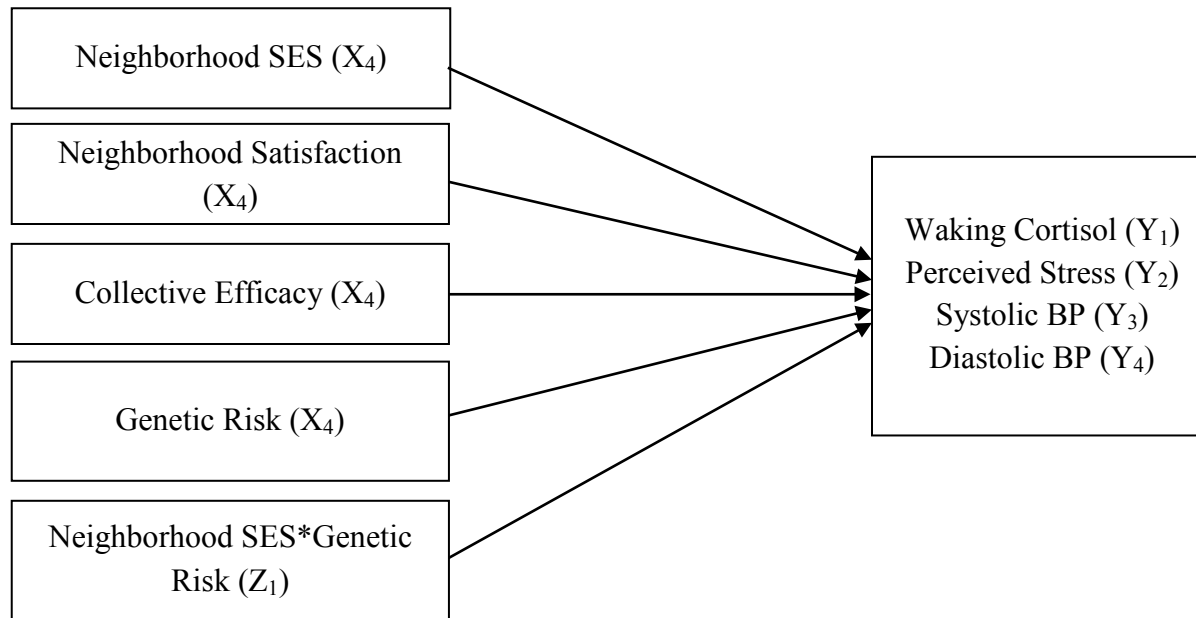 Neighborhood SES (X₄)
Neighborhood Satisfaction
(X₄)
Collective Efficacy (X₄)
Genetic Risk (X₄)
Neighborhood SES*Genetic
Risk (Z₁)
Waking Cortisol (Y₁)
Perceived Stress (Y₂)
Systolic BP (Y₃)
Diastolic BP (Y₄)